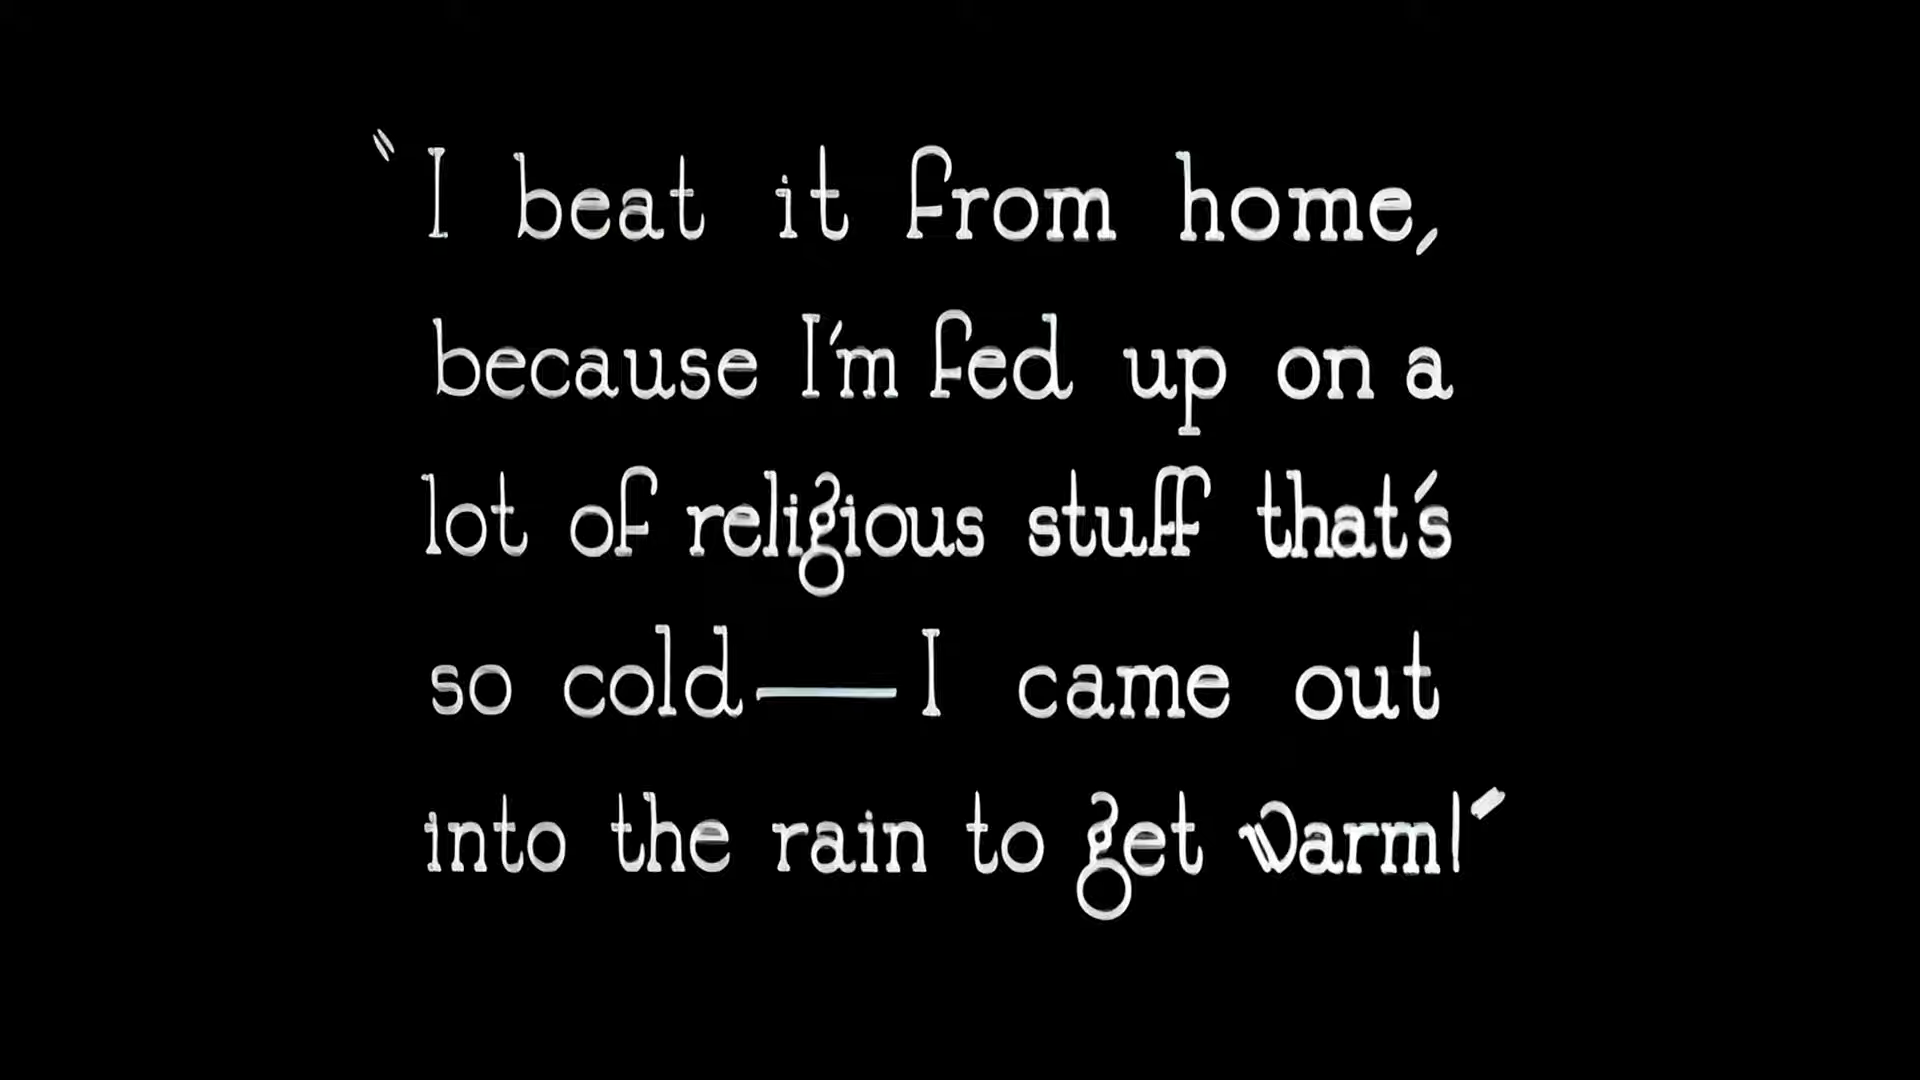 "I beat it from home,
because I'm fed up on a
lot of religious stuff that's
so cold—I came out
into the rain to get warm!"